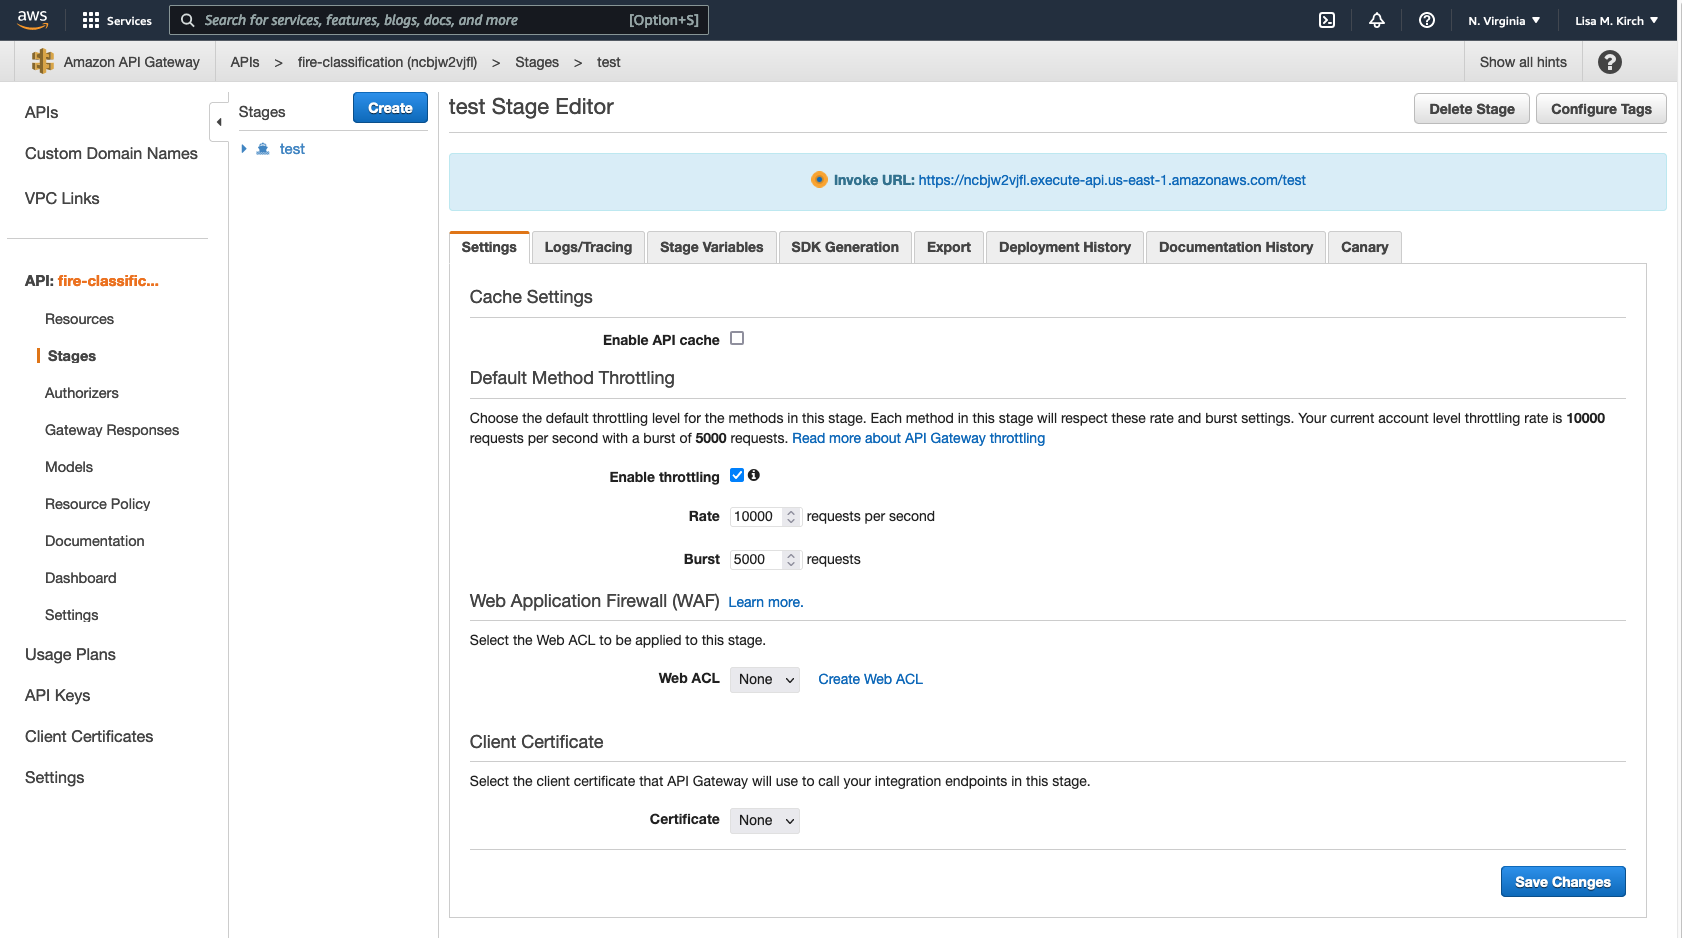 aws
Services
Search for services, features, blogs, docs, and more
[Option+S]
N. Virginia
Lisa M. Kirch
Amazon API Gateway
APIs > fire-classification (ncbjw2vjfl) > Stages > test
Show all hints
?
APIs
Custom Domain Names
VPC Links
API: fire-classific...
Resources
Stages
Authorizers
Gateway Responses
Models
Resource Policy
Documentation
Dashboard
Settings
Usage Plans
API Keys
Client Certificates
Settings
Stages
Create
test
test Stage Editor
Delete Stage
Configure Tags
Invoke URL: https://ncbjw2vjfl.execute-api.us-east-1.amazonaws.com/test
Settings
Logs/Tracing
Stage Variables
SDK Generation
Export
Deployment History
Documentation History
Canary
Cache Settings
Enable API cache
Default Method Throttling
Choose the default throttling level for the methods in this stage. Each method in this stage will respect these rate and burst settings. Your current account level throttling rate is 10000
requests per second with a burst of 5000 requests. Read more about API Gateway throttling
Enable throttling
Rate 10000 requests per second
Burst 5000 requests
Web Application Firewall (WAF) Learn more.
Select the Web ACL to be applied to this stage.
Web ACL None Create Web ACL
Client Certificate
Select the client certificate that API Gateway will use to call your integration endpoints in this stage.
Certificate None
Save Changes